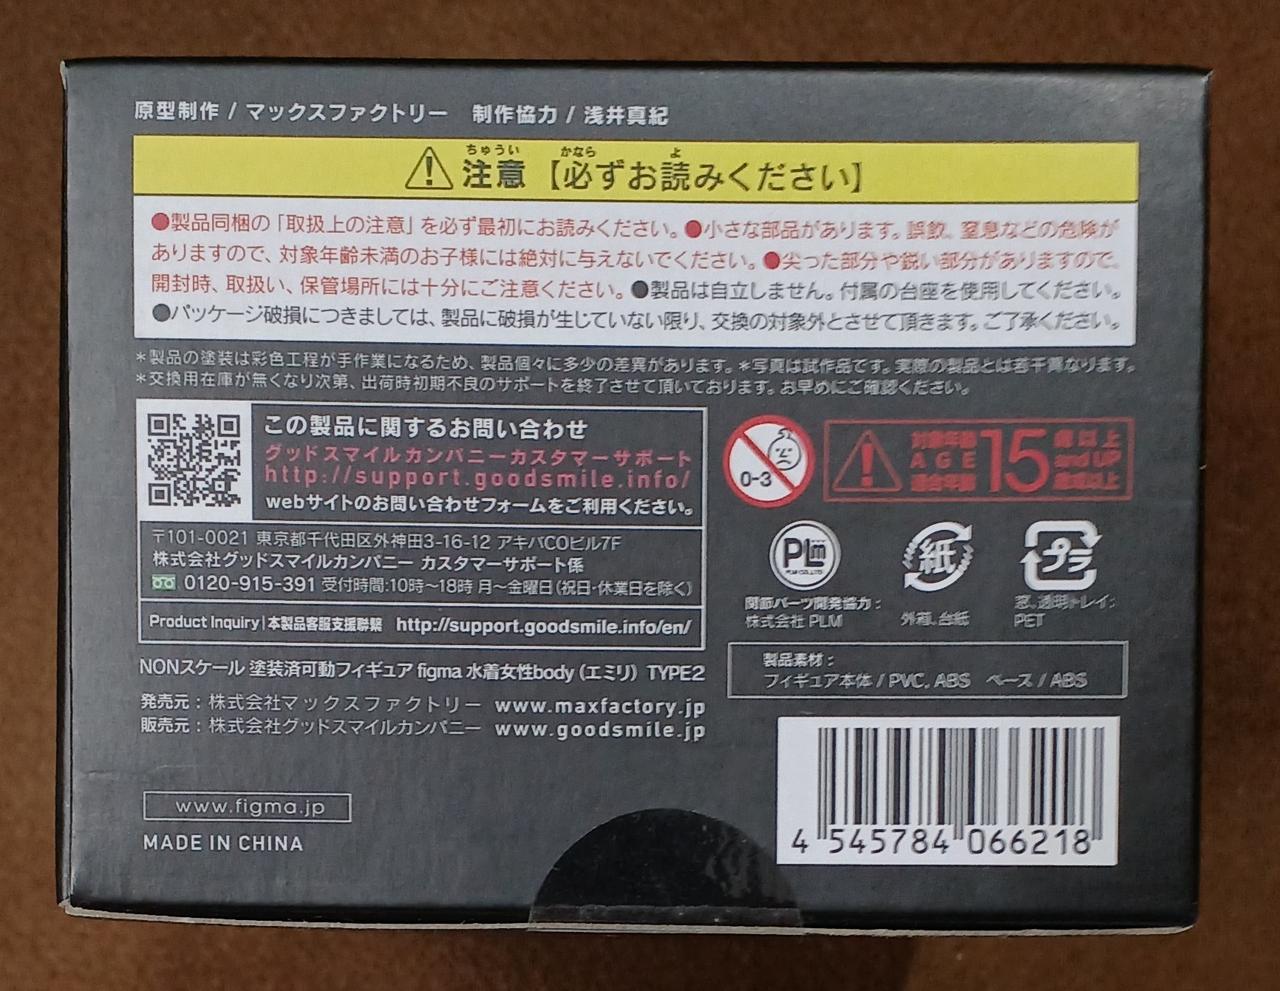 原型制作 / マックスファクトリー　制作協力 / 浅井真紀
ちゅうい かなら よ
注意【必ずお読みください】
●製品同梱の「取扱上の注意」を必ず最初にお読みください。●小さな部品があります。誤飲、窒息などの危険が
ありますので、対象年齢未満のお子様には絶対に与えないでください。●尖った部分や鋭い部分がありますので、
開封時、取扱い、保管場所には十分にご注意ください。●製品は自立しません。付属の台座を使用してください。
●パッケージ破損につきましては、製品に破損が生じていない限り、交換の対象外とさせて頂きます。ご了承ください。
＊製品の塗装は彩色工程が手作業になるため、製品個々に多少の差異があります。＊写真は試作品です。実際の製品とは若干異なります。
＊交換用在庫が無くなり次第、出荷時初期不良のサポートを終了させて頂いております。お早めにご確認ください。
この製品に関するお問い合わせ
グッドスマイルカンパニーカスタマーサポート
http://support.goodsmile.info/
webサイトのお問い合わせフォームをご利用ください。
〒101-0021 東京都千代田区外神田3-16-12 アキバCOビル7F
株式会社グッドスマイルカンパニー カスタマーサポート係
0120-915-391 受付時間:10時～18時 月～金曜日（祝日・休業日を除く）
Product Inquiry|本製品客服支援聯繫 http://support.goodsmile.info/en/
0-3
対象年齢 15 歳以上
AGE and UP
適合年齢 歳以上
PLM
PLM CO.,LTD
関節パーツ開発協力：
株式会社 PLM
紙
外箱、台紙
プラ
窓、透明トレイ：
PET
製品素材：
フィギュア本体 / PVC, ABS　ベース / ABS
NONスケール 塗装済可動フィギュア figma 水着女性body（エミリ）TYPE2
発売元：株式会社マックスファクトリー www.maxfactory.jp
販売元：株式会社グッドスマイルカンパニー www.goodsmile.jp
www.figma.jp
MADE IN CHINA
4 545784 066218